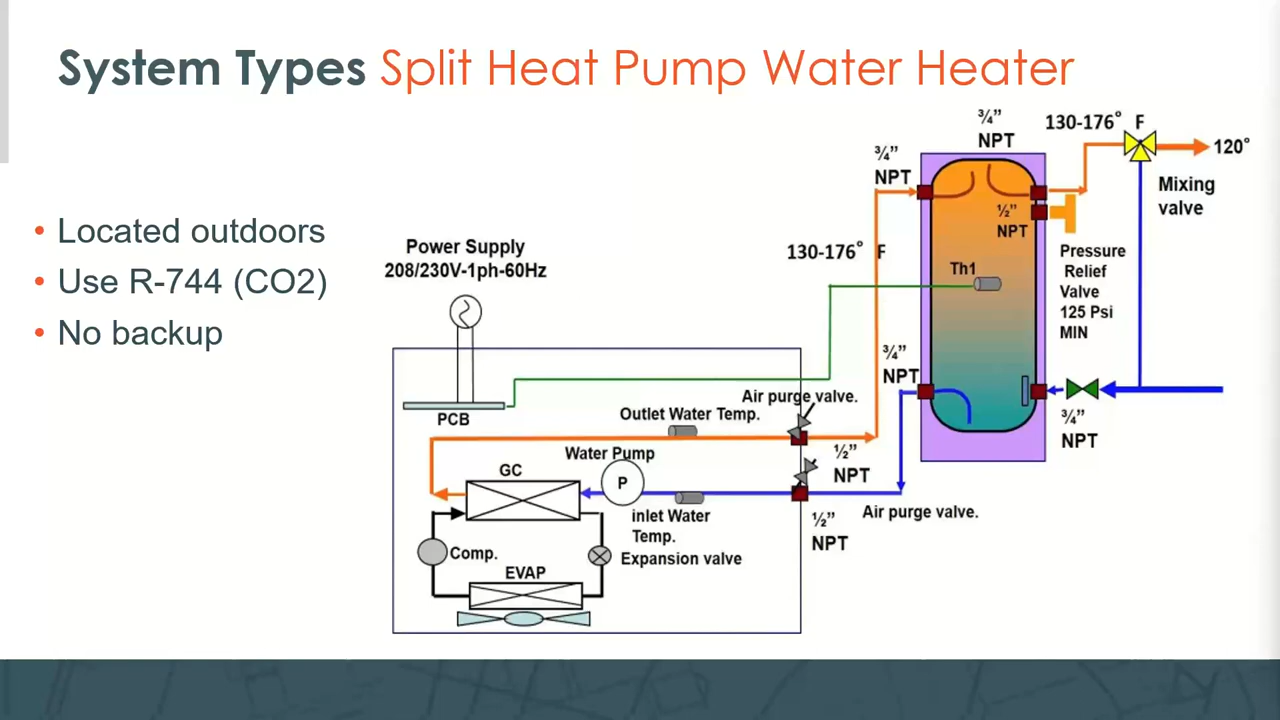 System Types Split Heat Pump Water Heater
• Located outdoors
• Use R-744 (CO2)
• No backup
Power Supply
208/230V-1ph-60Hz
PCB
Outlet Water Temp.
Air purge valve.
Water Pump
P
GC
inlet Water
Temp.
Comp.
Expansion valve
EVAP
½”
NPT
½”
NPT
Air purge valve.
130-176° F
¾”
NPT
¾”
NPT
¾”
NPT
½”
NPT
Th1
130-176° F
120°
Mixing
valve
Pressure
Relief
Valve
125 Psi
MIN
¾”
NPT